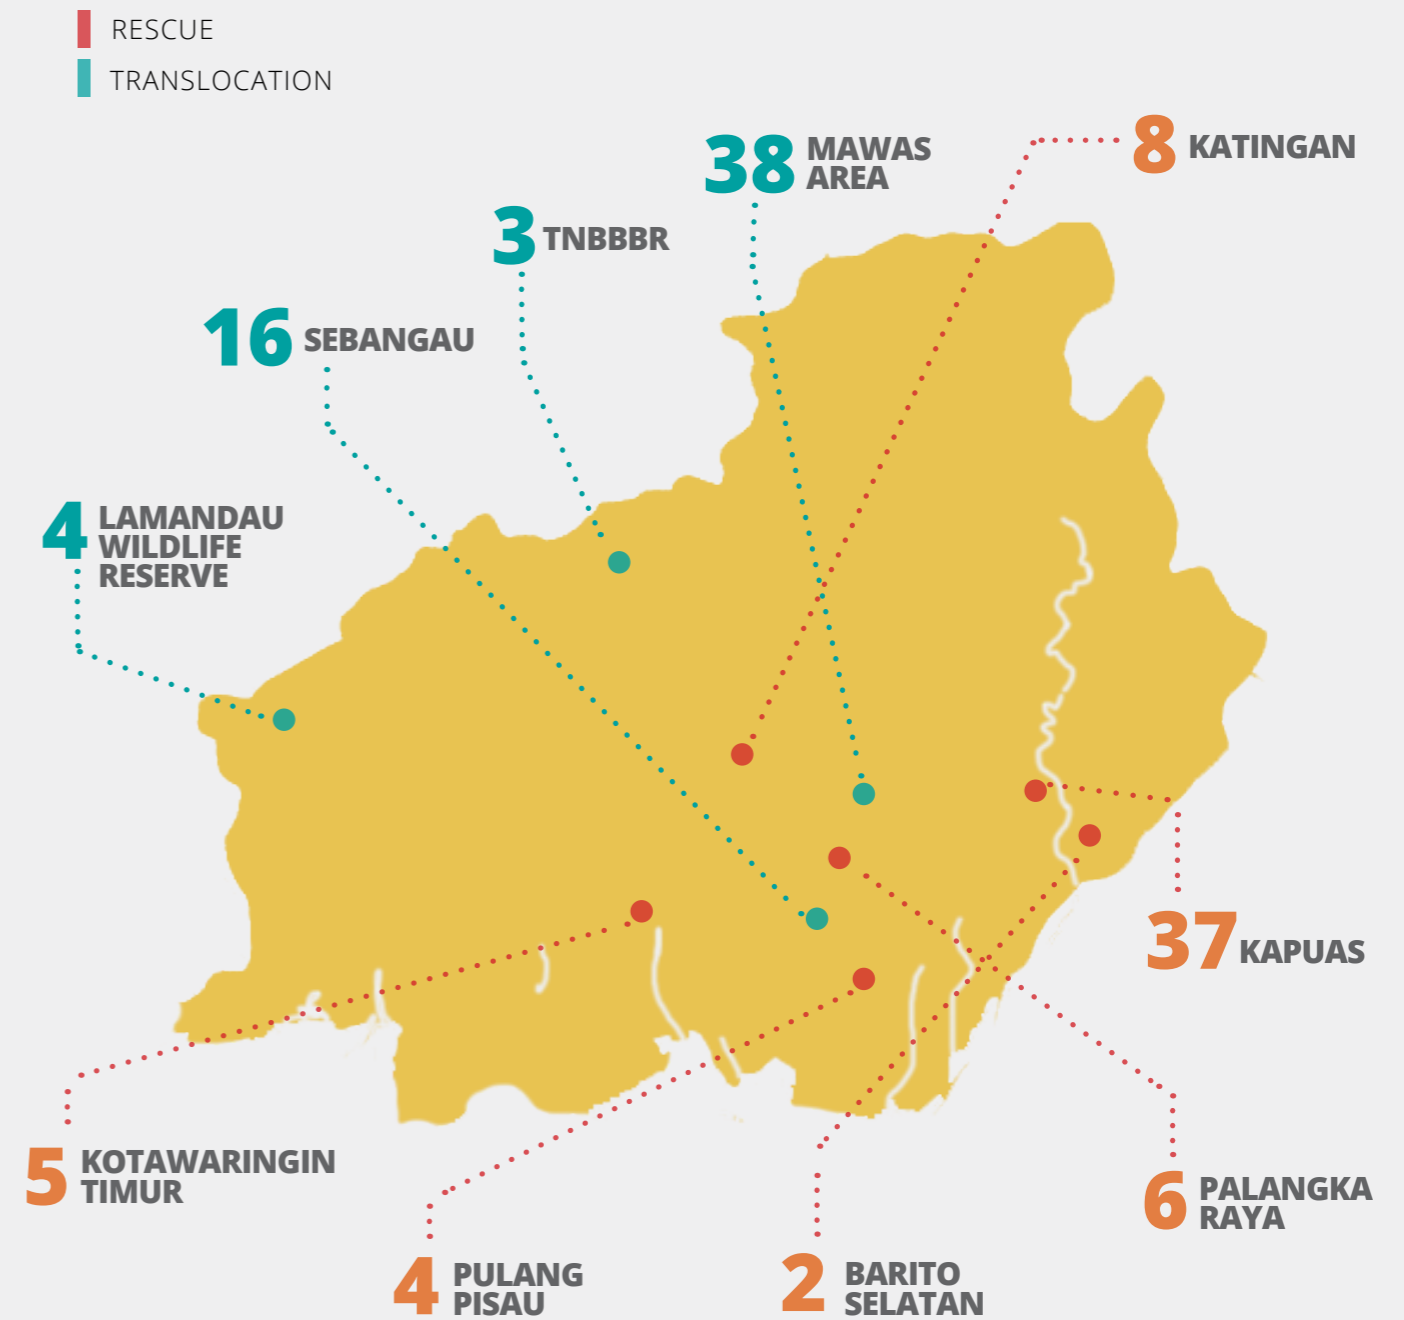 RESCUE
TRANSLOCATION
8 KATINGAN
38 MAWAS
AREA
3 TNBBBR
16 SEBANGAU
4 LAMANDAU
WILDLIFE
RESERVE
37 KAPUAS
5 KOTAWARINGIN
TIMUR
6 PALANGKA
RAYA
4 PULANG
PISAU
2 BARITO
SELATAN